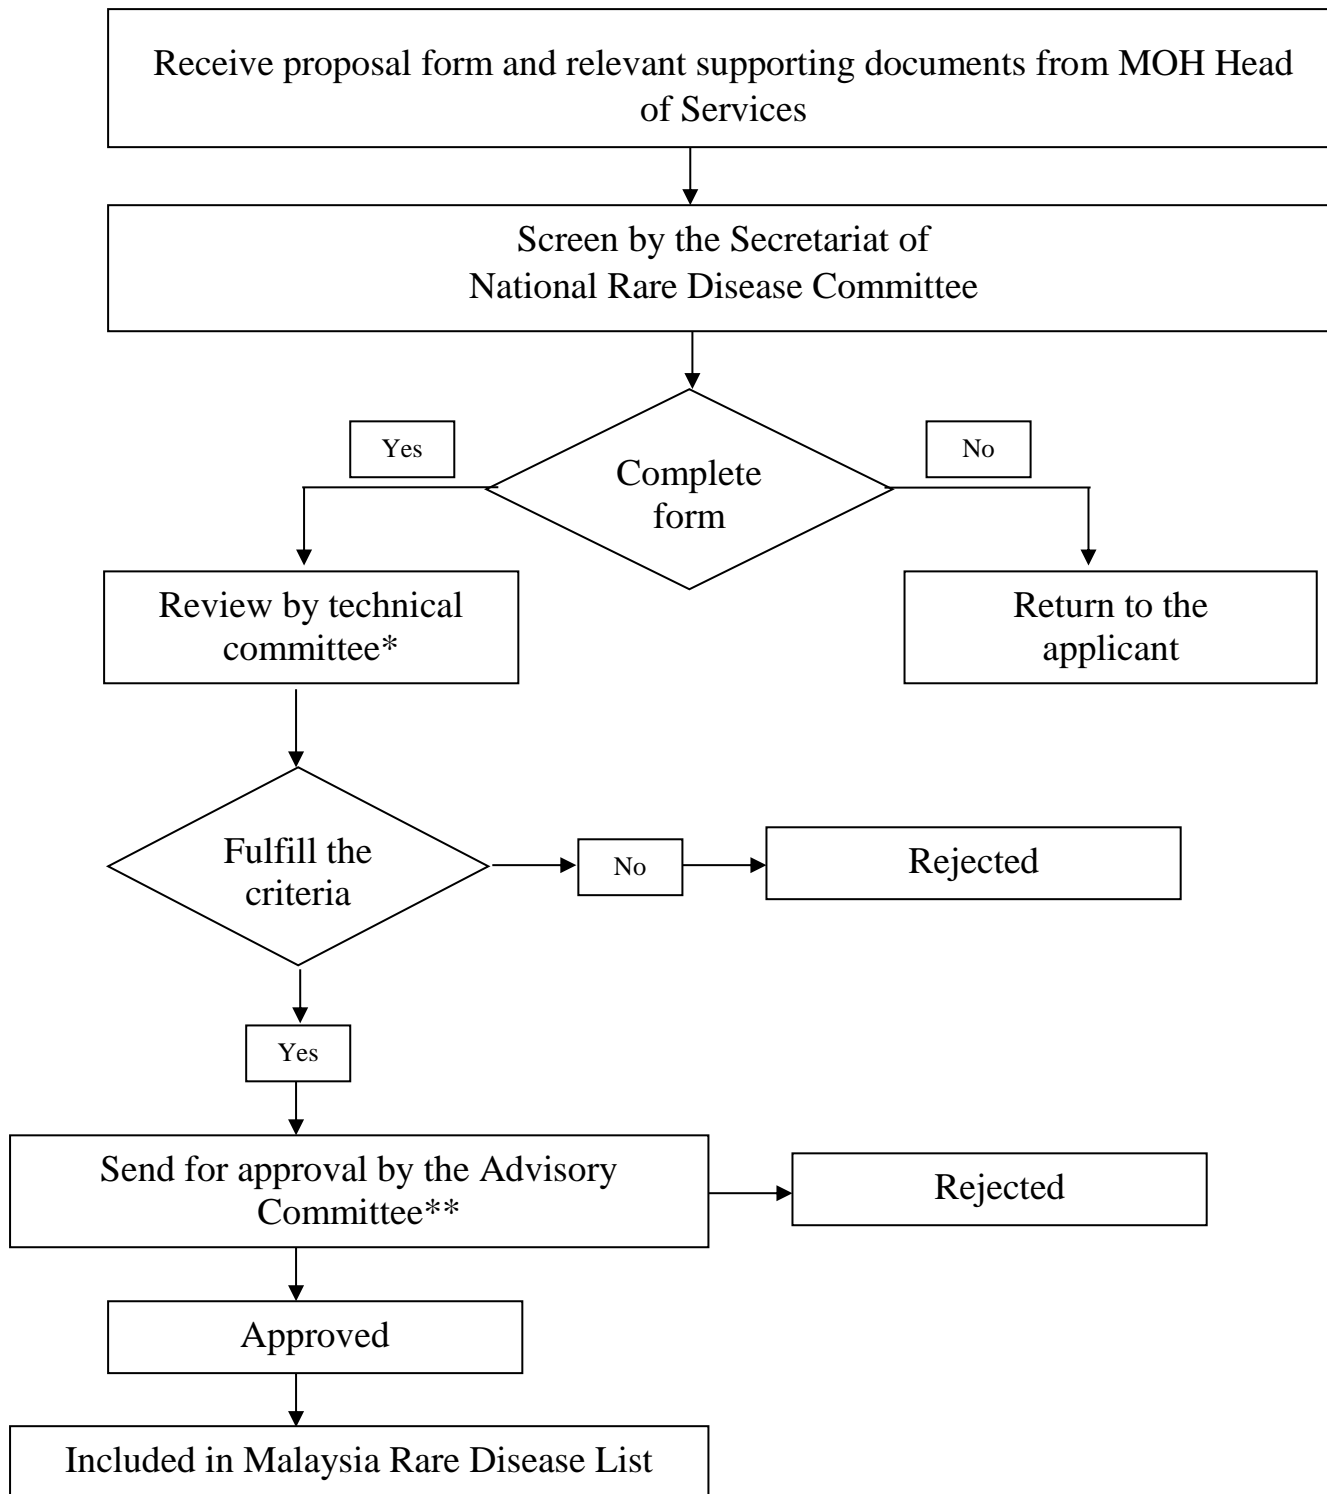 Receive proposal form and relevant supporting documents from MOH Head
of Services
Screen by the Secretariat of
National Rare Disease Committee
Yes
No
Complete
form
Review by technical
committee*
Return to the
applicant
Fulfill the
criteria
No
Rejected
Yes
Send for approval by the Advisory
Committee**
Rejected
Approved
Included in Malaysia Rare Disease List